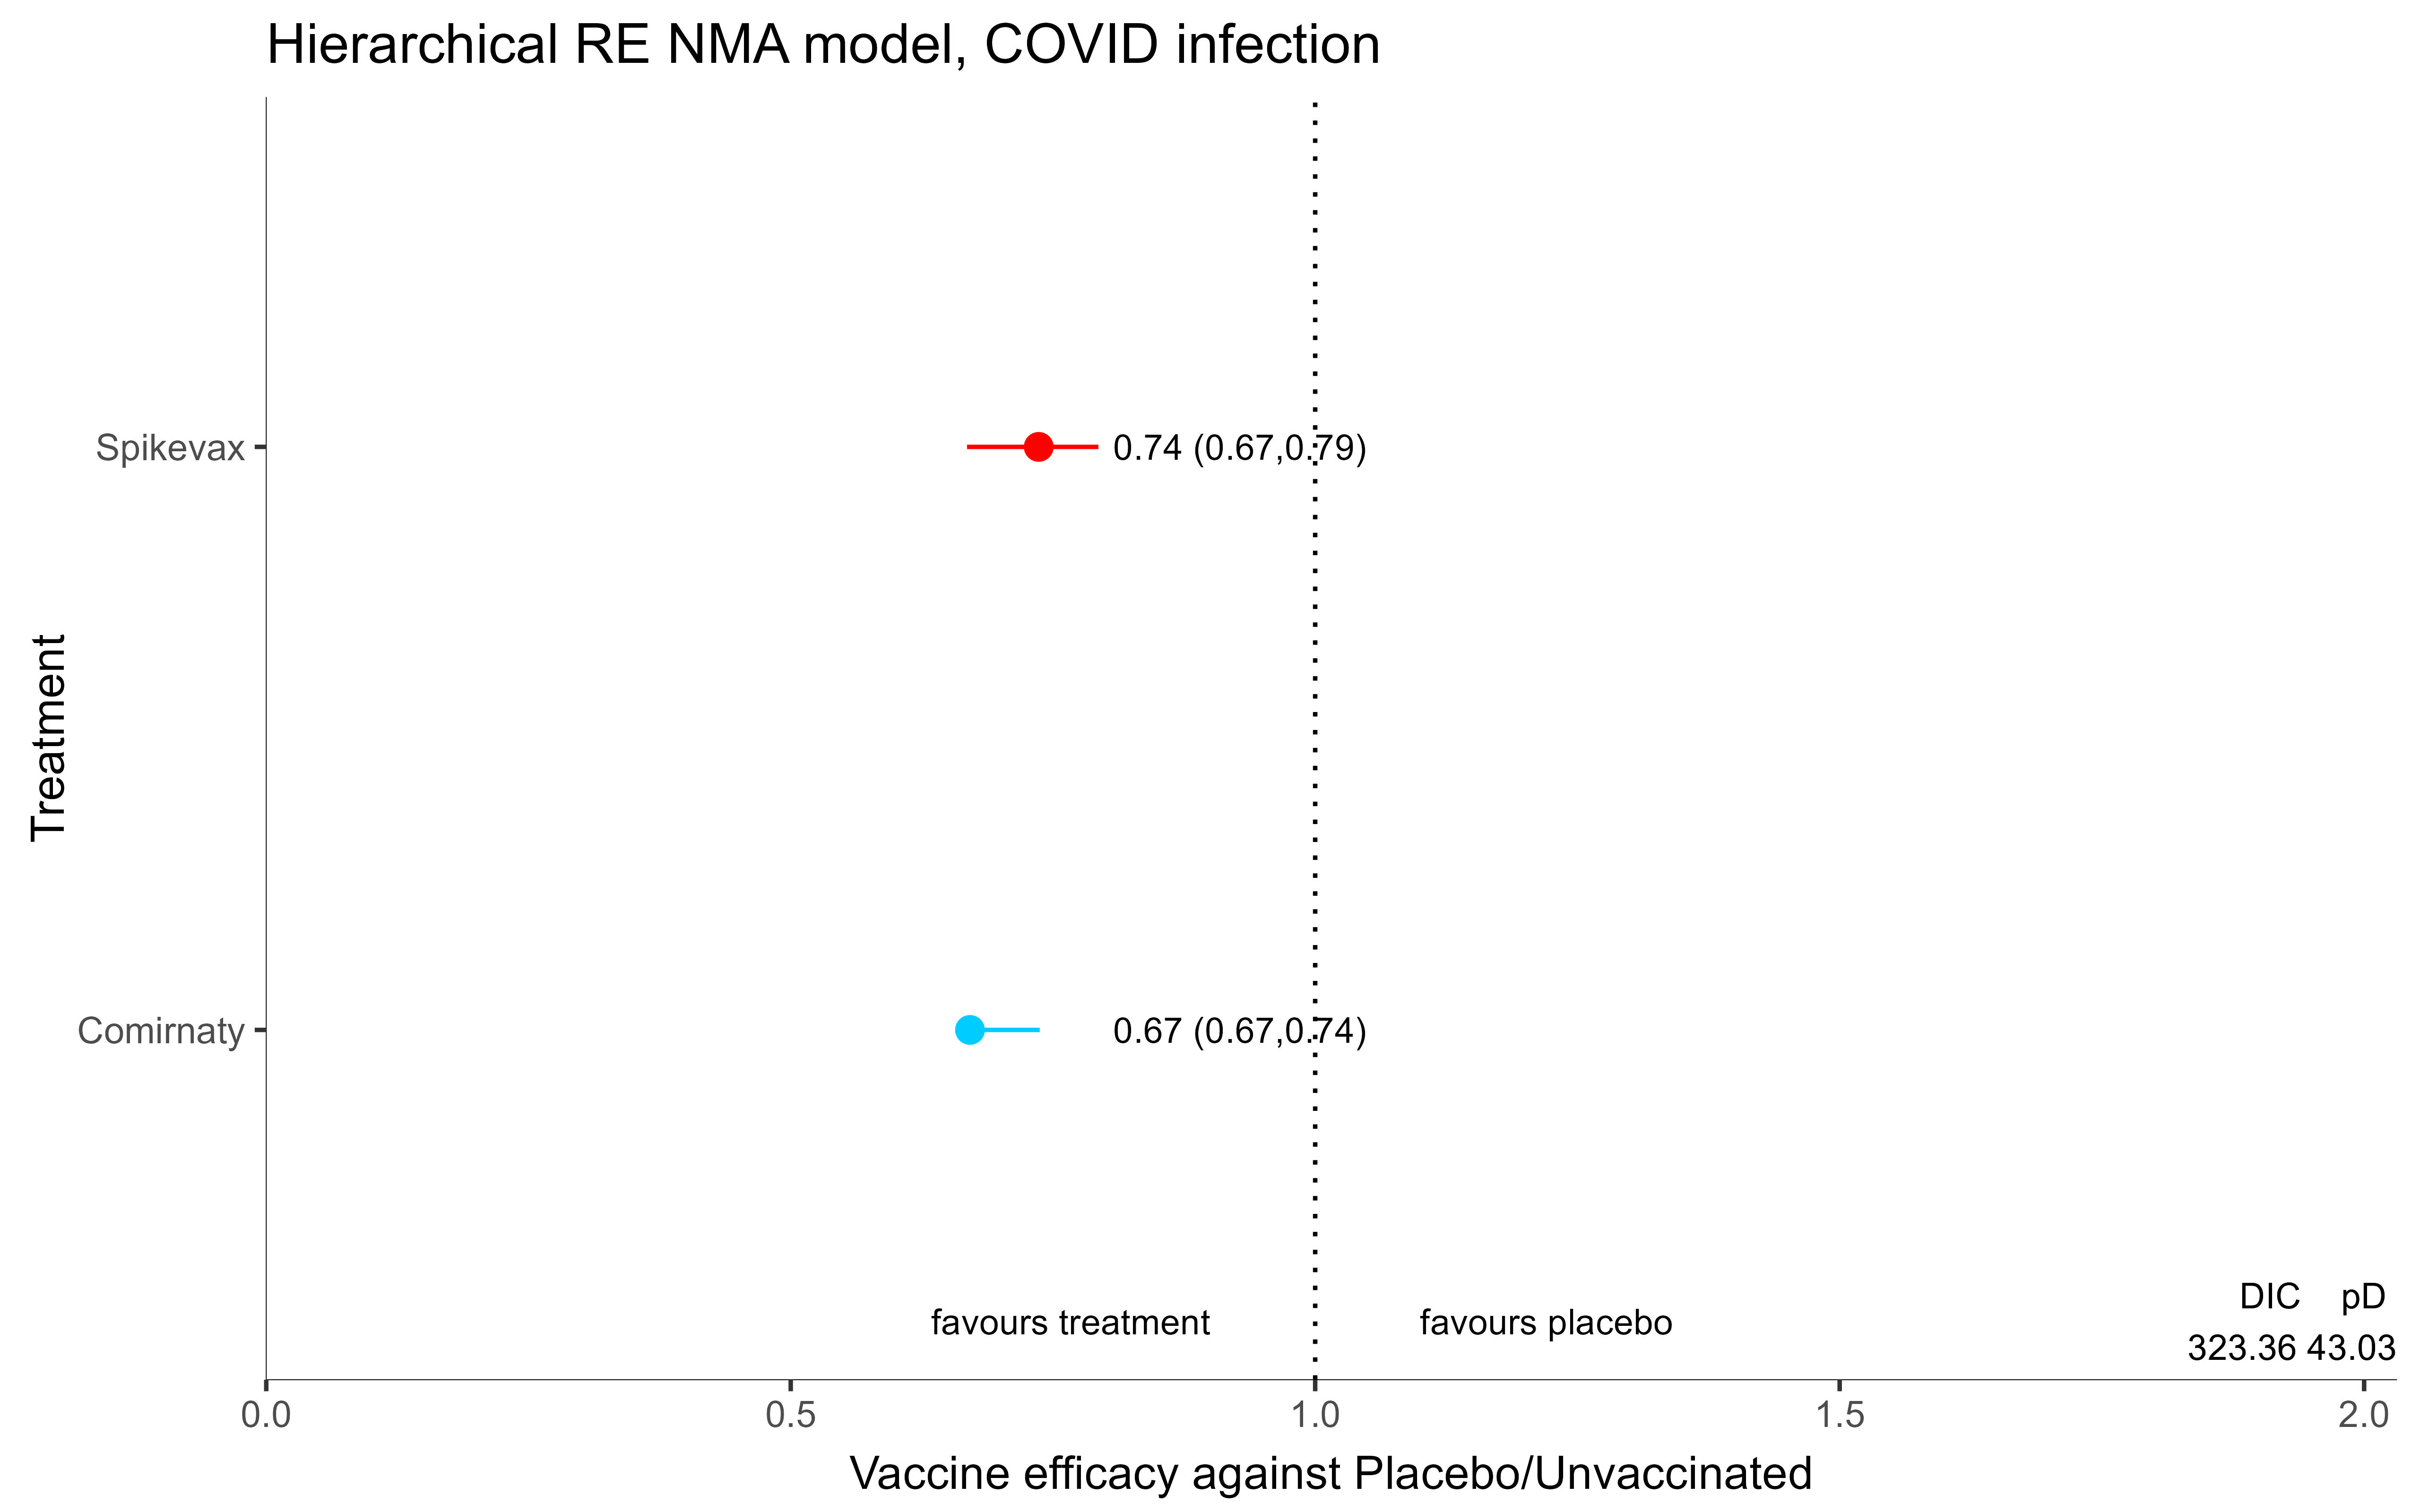 Hierarchical RE NMA model, COVID infection
Treatment
Spikevax
0.74 (0.67,0.79)
Comirnaty
0.67 (0.67,0.74)
favours treatment
favours placebo
DIC pD
323.36 43.03
0.0 0.5 1.0 1.5 2.0
Vaccine efficacy against Placebo/Unvaccinated